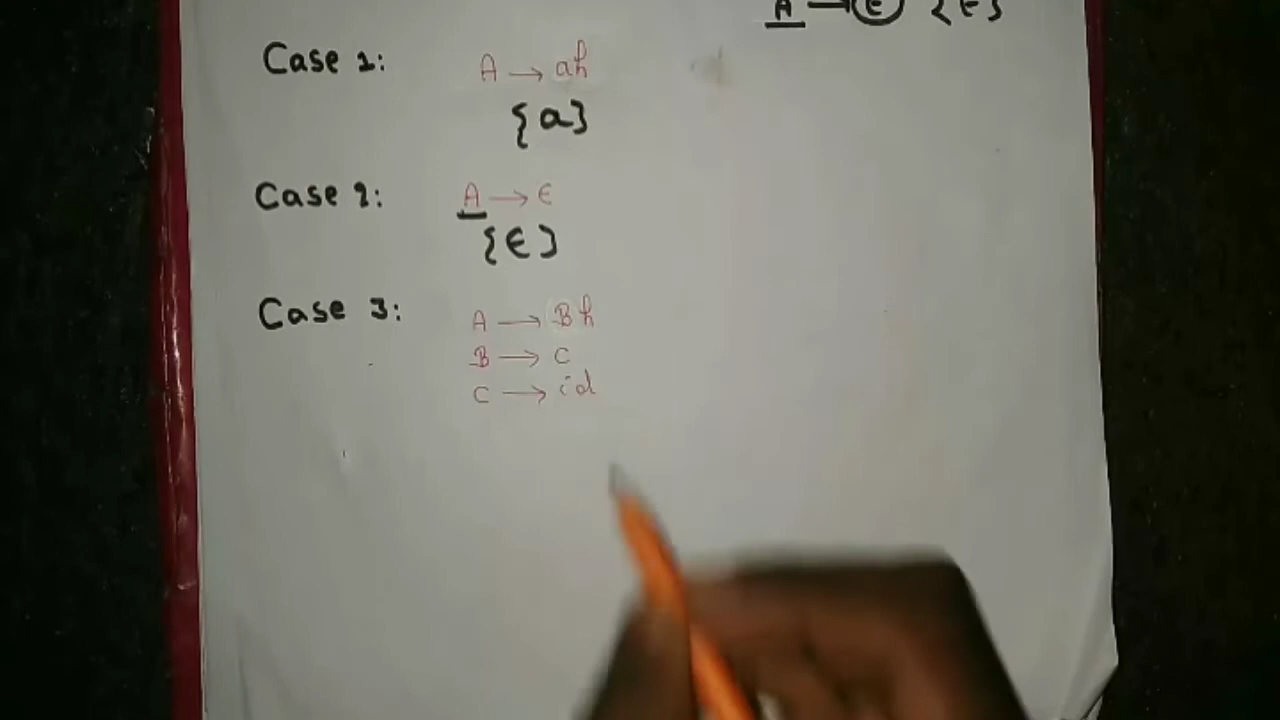 A → ϵ {ϵ}
Case 1: A → ah
{a}
Case 2: A → ϵ
{ϵ}
Case 3: A → Bh
B → C
C → id